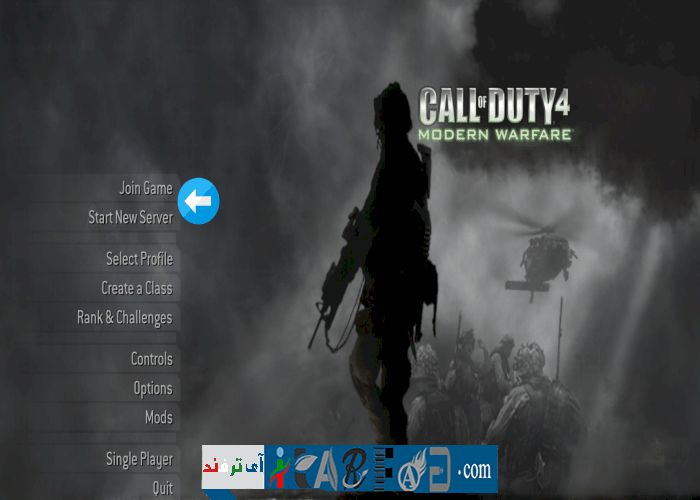 CALL OF DUTY 4
MODERN WARFARE
Join Game
Start New Server
Select Profile
Create a Class
Rank & Challenges
Controls
Options
Mods
Single Player
Quit
آی ترفند
.com